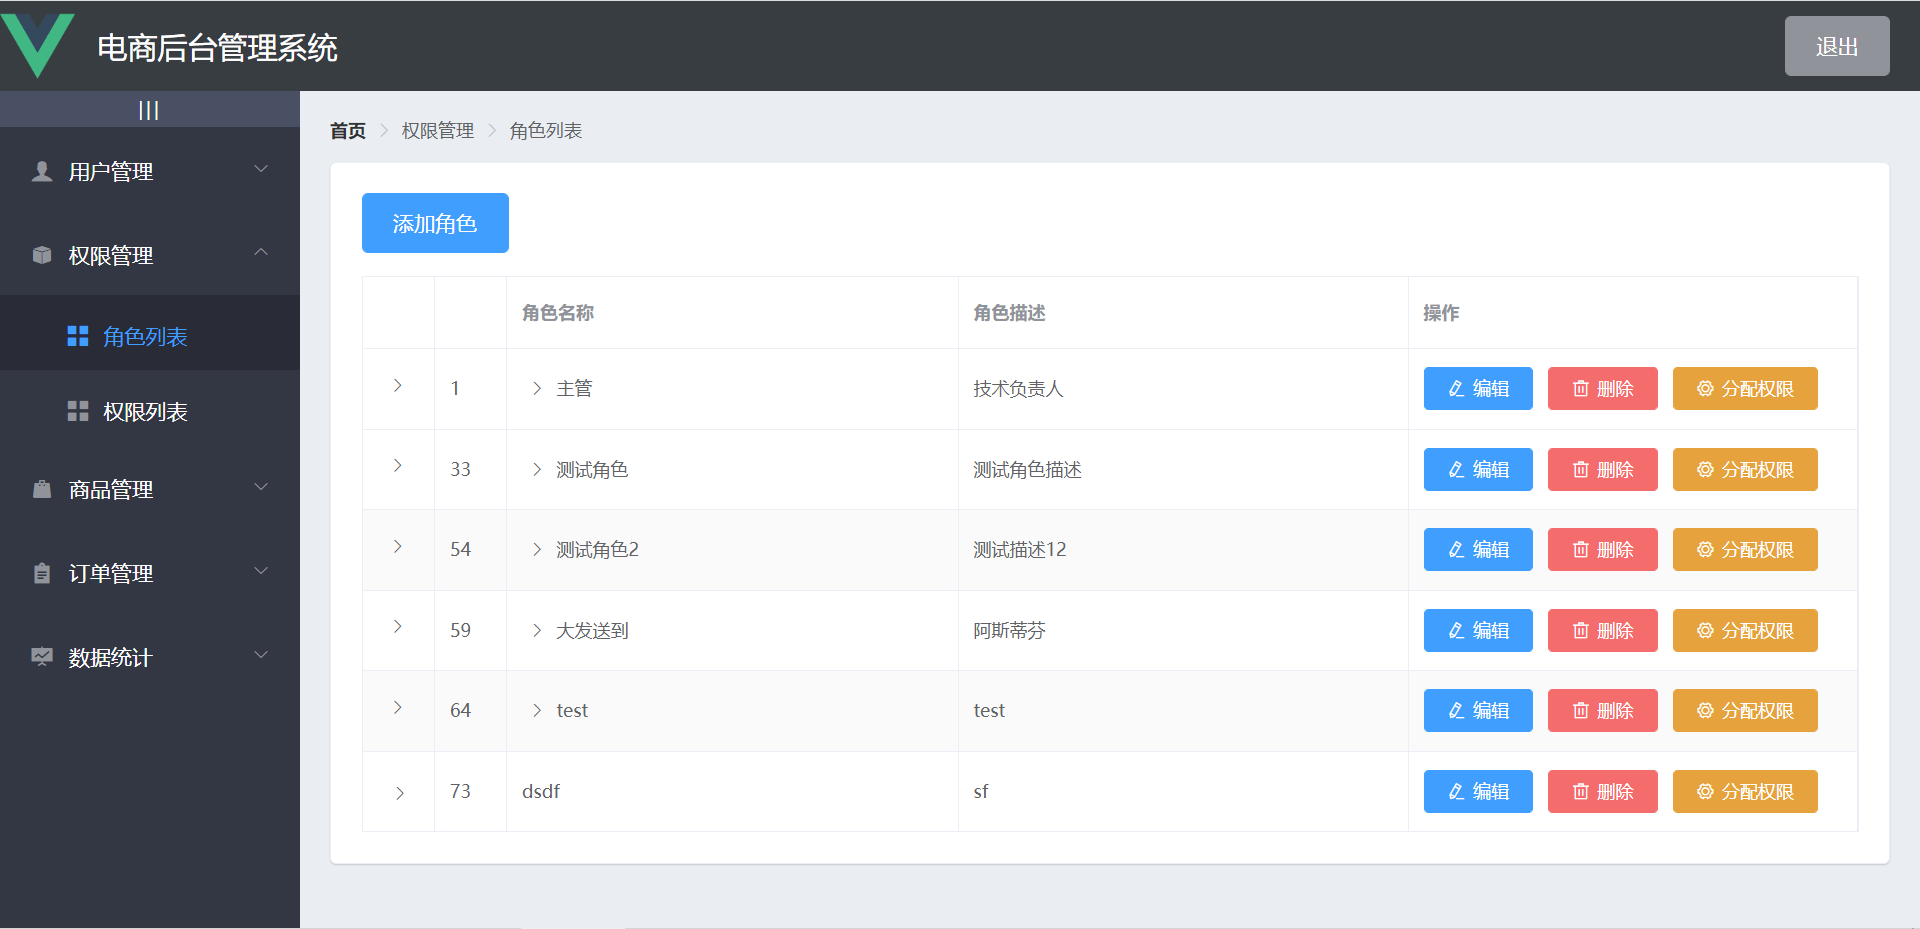 电商后台管理系统
退出
|||
用户管理
权限管理
角色列表
权限列表
商品管理
订单管理
数据统计
首页 权限管理 角色列表
添加角色
角色名称 角色描述 操作
1 主管 技术负责人 编辑 删除 分配权限
33 测试角色 测试角色描述 编辑 删除 分配权限
54 测试角色2 测试描述12 编辑 删除 分配权限
59 大发送到 阿斯蒂芬 编辑 删除 分配权限
64 test test 编辑 删除 分配权限
73 dsdf sf 编辑 删除 分配权限